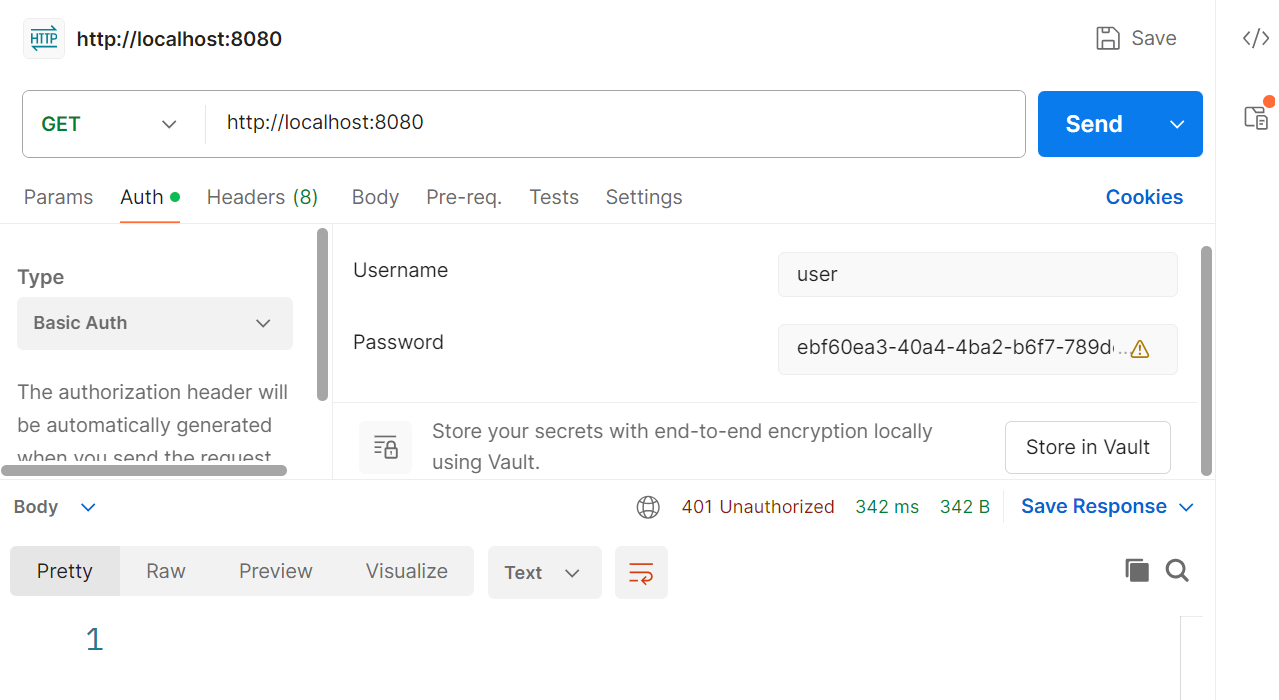 HTTP http://localhost:8080 Save
GET http://localhost:8080 Send
Params Auth Headers (8) Body Pre-req. Tests Settings Cookies
Type
Basic Auth
The authorization header will
be automatically generated
when you send the request.
Username user
Password ebf60ea3-40a4-4ba2-b6f7-789d...
Store your secrets with end-to-end encryption locally
using Vault.
Store in Vault
Body 401 Unauthorized 342 ms 342 B Save Response
Pretty Raw Preview Visualize Text
1